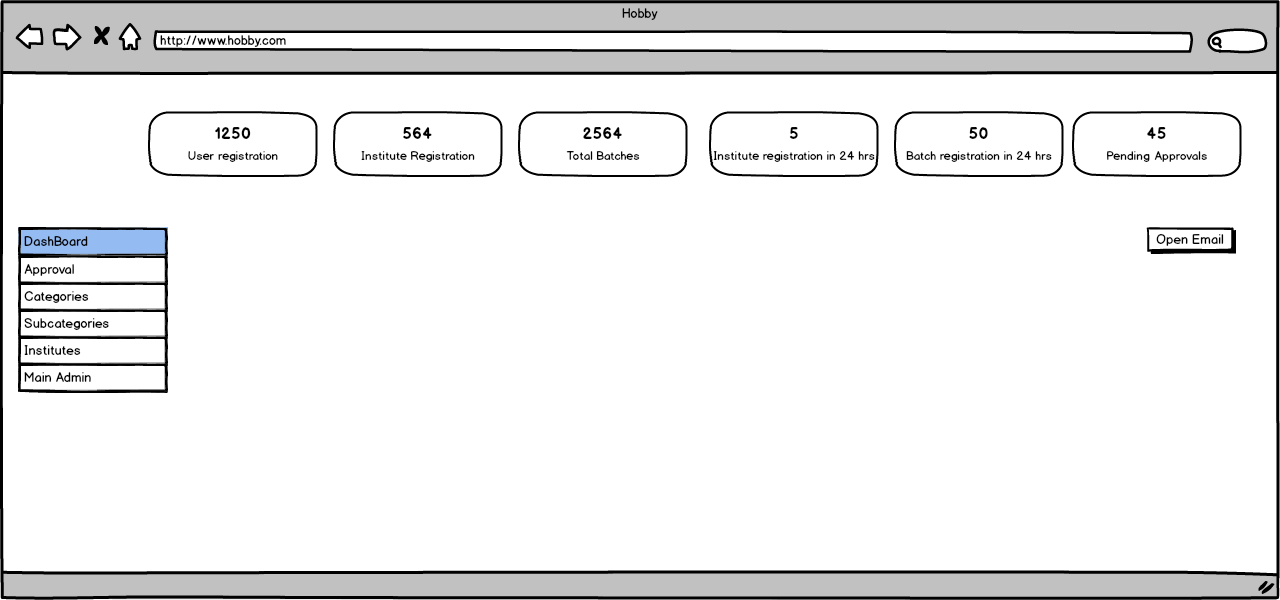 Hobby
http://www.hobby.com
1250
User registration
564
Institute Registration
2564
Total Batches
5
Institute registration in 24 hrs
50
Batch registration in 24 hrs
45
Pending Approvals
DashBoard
Open Email
Approval
Categories
Subcategories
Institutes
Main Admin